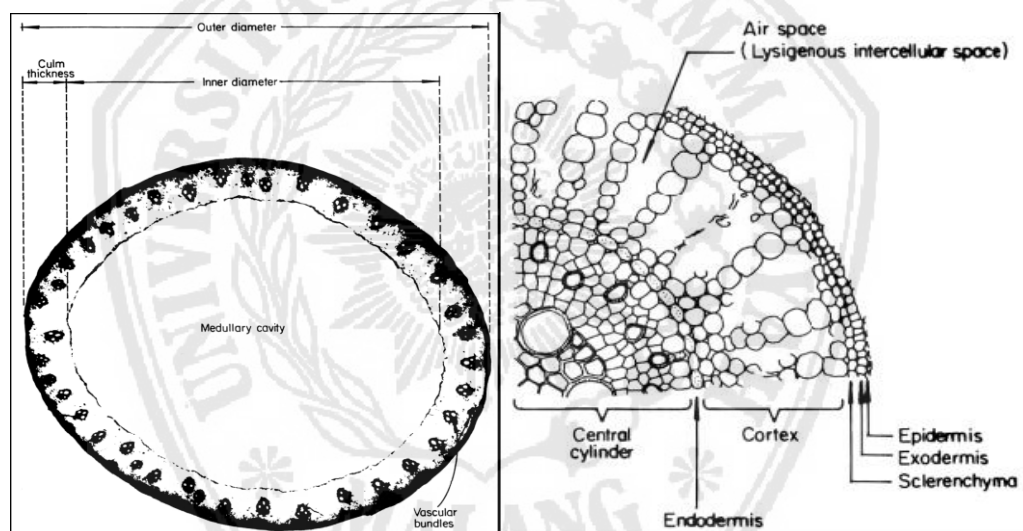 Outer diameter
Culm
thickness
Inner diameter
Medullary cavity
Vascular
bundles
Air space
(Lysigenous intercellular space)
Central
cylinder
Cortex
Epidermis
Exodermis
Sclerenchyma
Endodermis